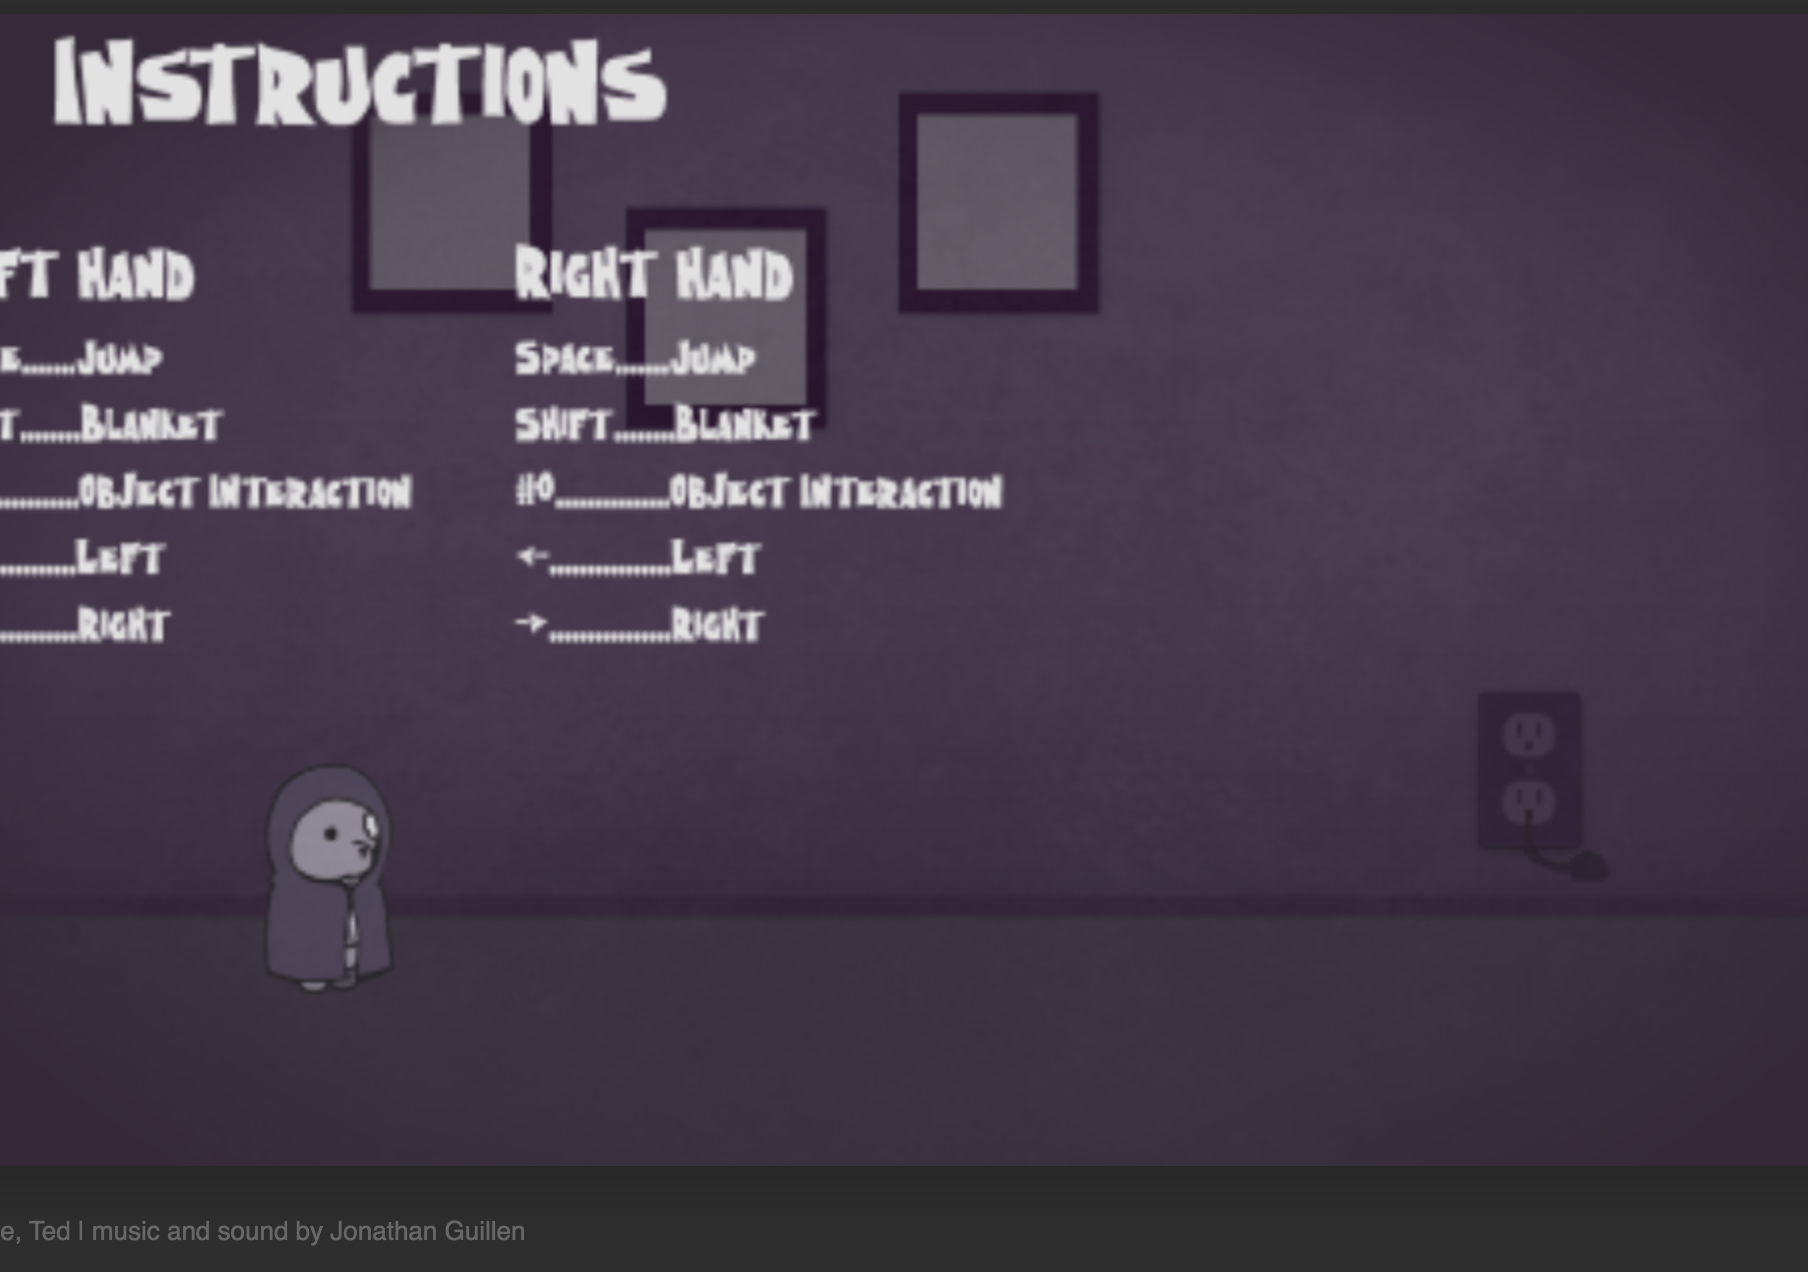 Instructions
ft Hand
Right Hand
e.......Jump
Space.......Jump
t........Blanket
Shift........Blanket
...........Object Interaction
#0...............Object Interaction
..........Left
←................Left
..........Right
→................Right
e, Ted | music and sound by Jonathan Guillen